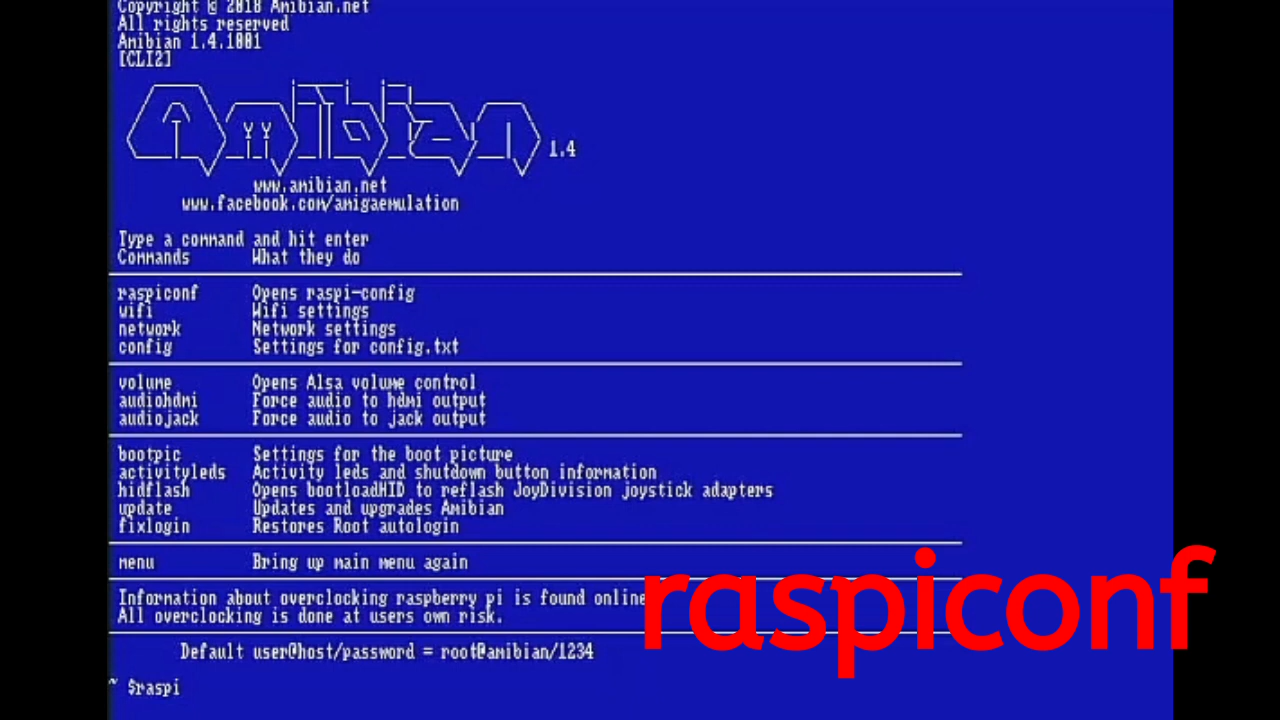 Copyright @ 2018 Amibian.net
All rights reserved
Amibian 1.4.1001
[CLI2]
Amibian 1.4
www.amibian.net
www.facebook.com/amigaemulation
Type a command and hit enter
Commands What they do
raspiconf Opens raspi-config
wifi Wifi settings
network Network settings
config Settings for config.txt
volume Opens Alsa volume control
audiohdmi Force audio to hdmi output
audiojack Force audio to jack output
bootpic Settings for the boot picture
activityleds Activity leds and shutdown button information
hidflash Opens bootloadHID to reflash JoyDivision joystick adapters
update Updates and upgrades Amibian
fixlogin Restores Root autologin
menu Bring up main menu again
Information about overclocking raspberry pi is found online
All overclocking is done at users own risk.
Default user@host/password = root@amibian/1234
~ $raspi
raspiconf